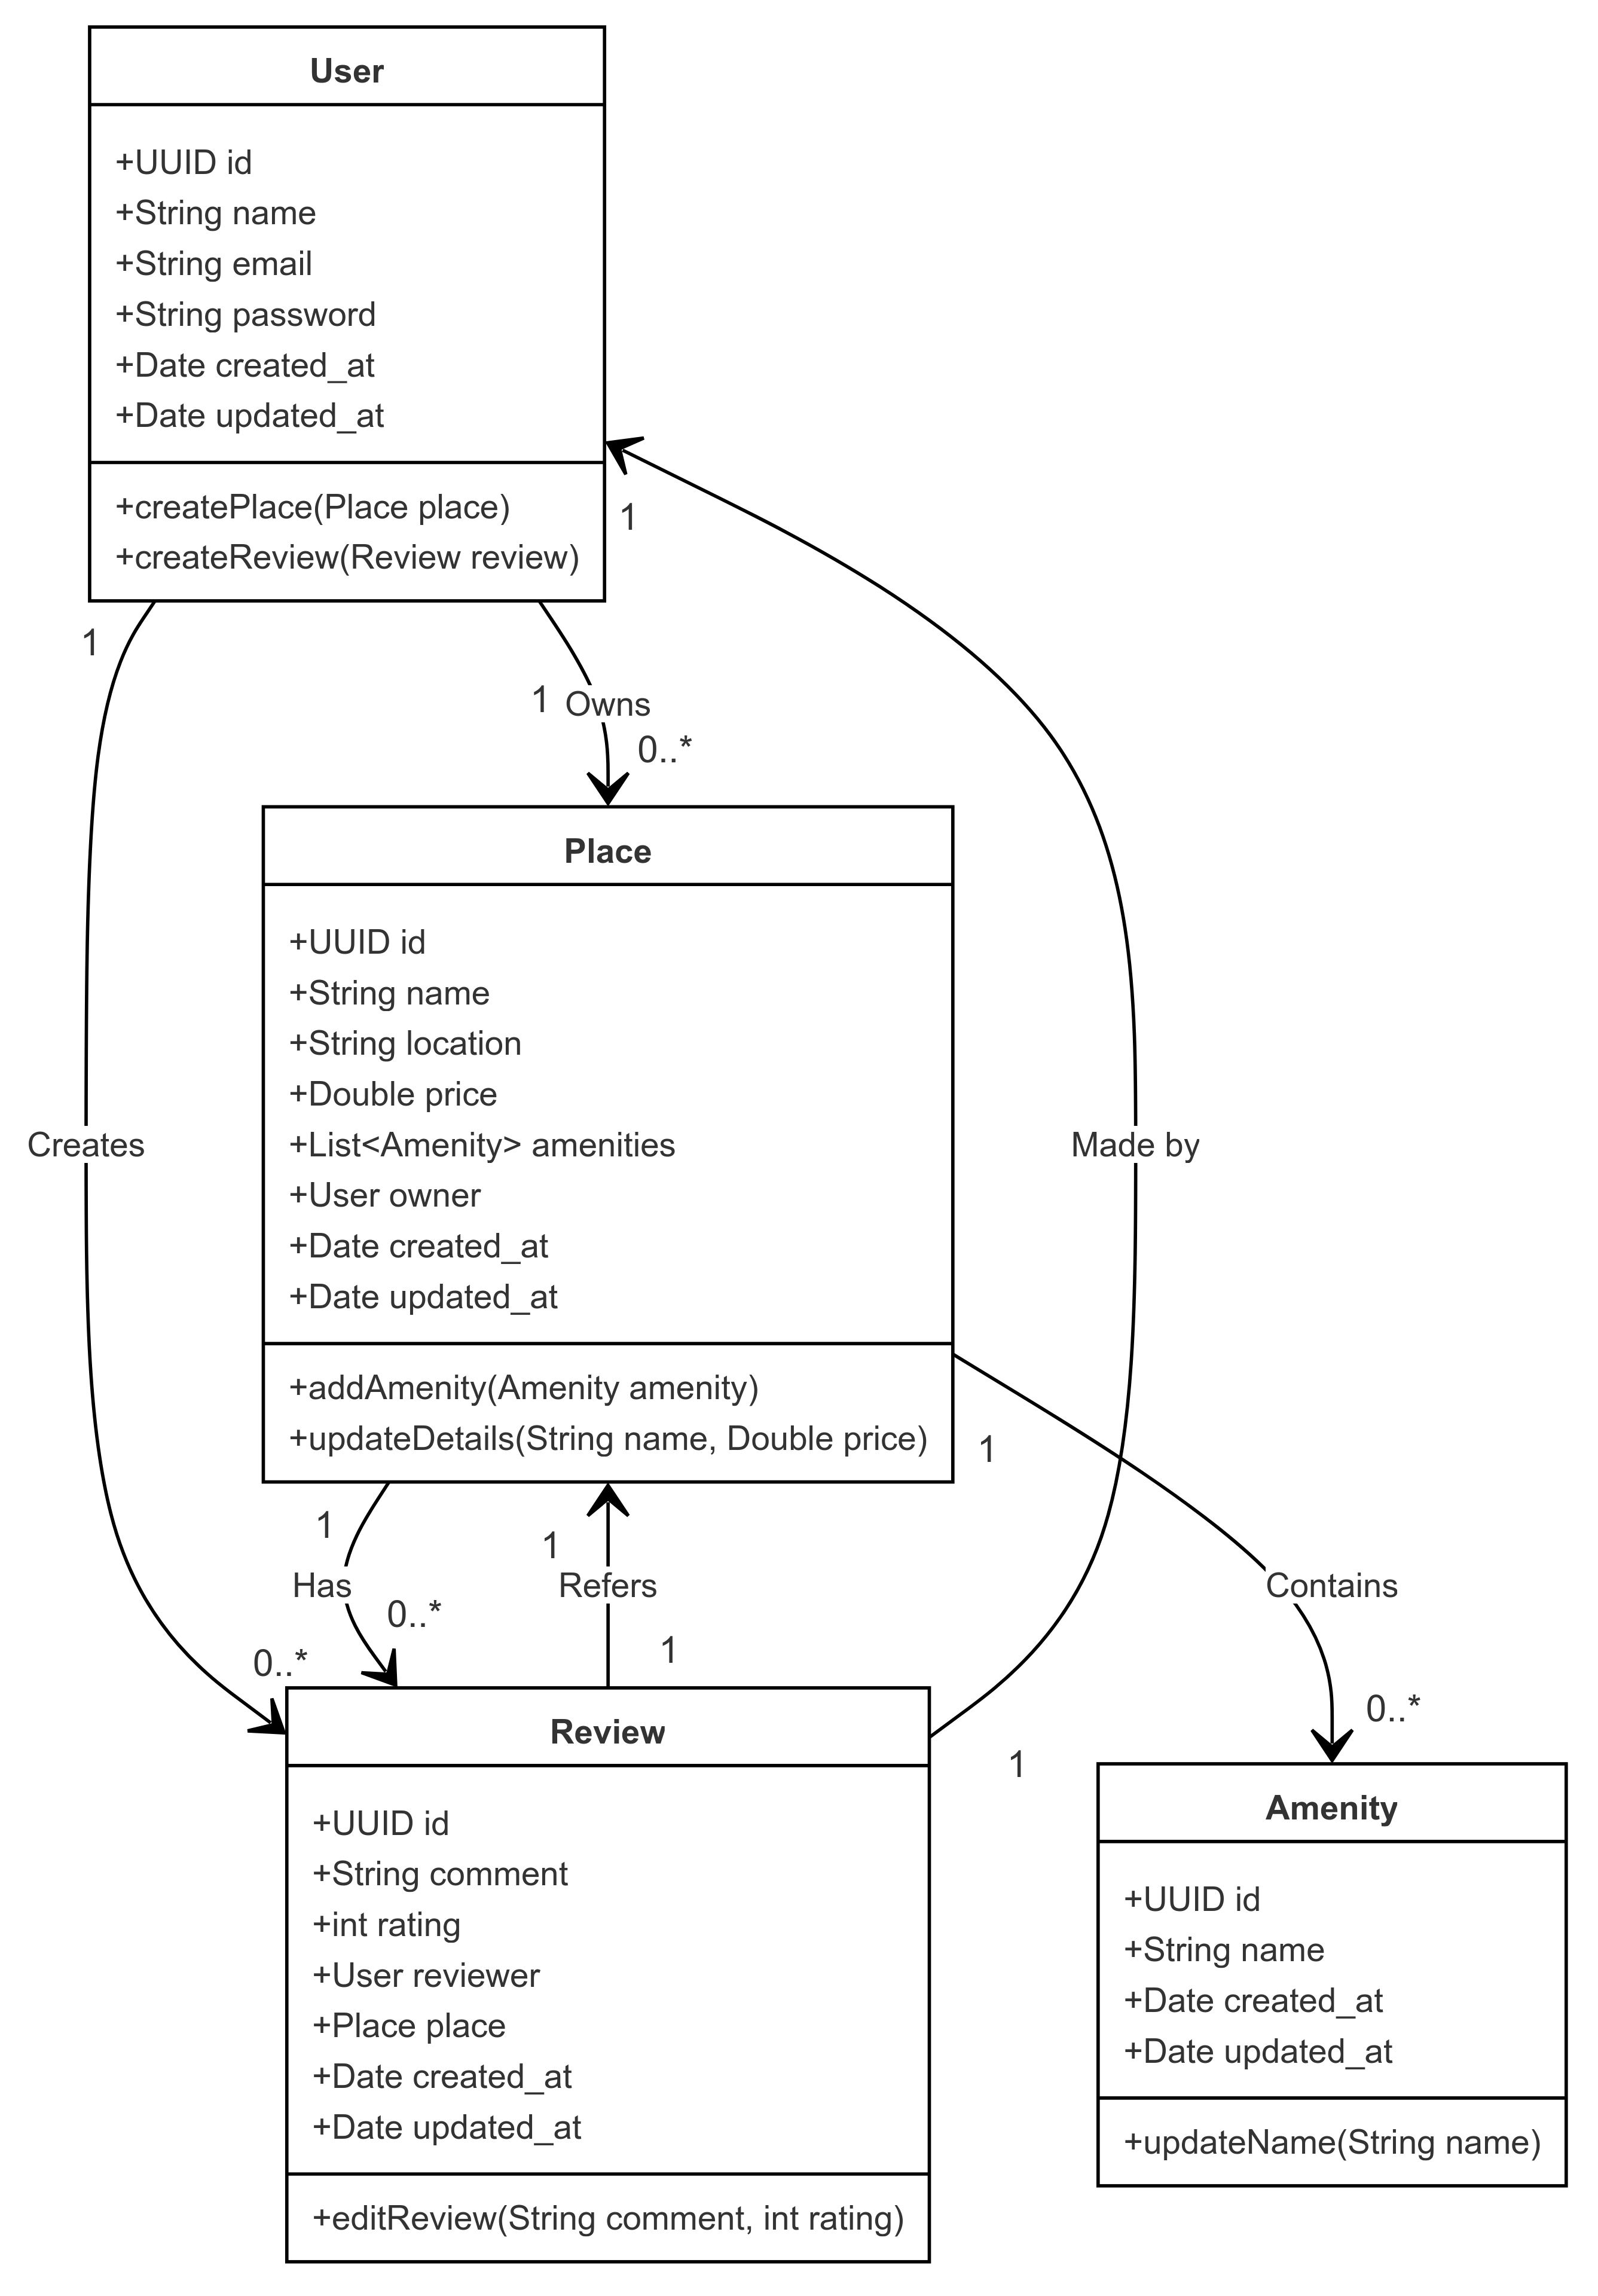 User
+UUID id
+String name
+String email
+String password
+Date created_at
+Date updated_at
+createPlace(Place place)
+createReview(Review review)
1
1
1
Owns
0..*
Place
+UUID id
+String name
+String location
+Double price
+List<Amenity> amenities
+User owner
+Date created_at
+Date updated_at
+addAmenity(Amenity amenity)
+updateDetails(String name, Double price)
Creates
Made by
1
1
1
Has
Refers
Contains
0..*
1
0..*
0..*
1
Review
+UUID id
+String comment
+int rating
+User reviewer
+Place place
+Date created_at
+Date updated_at
+editReview(String comment, int rating)
Amenity
+UUID id
+String name
+Date created_at
+Date updated_at
+updateName(String name)